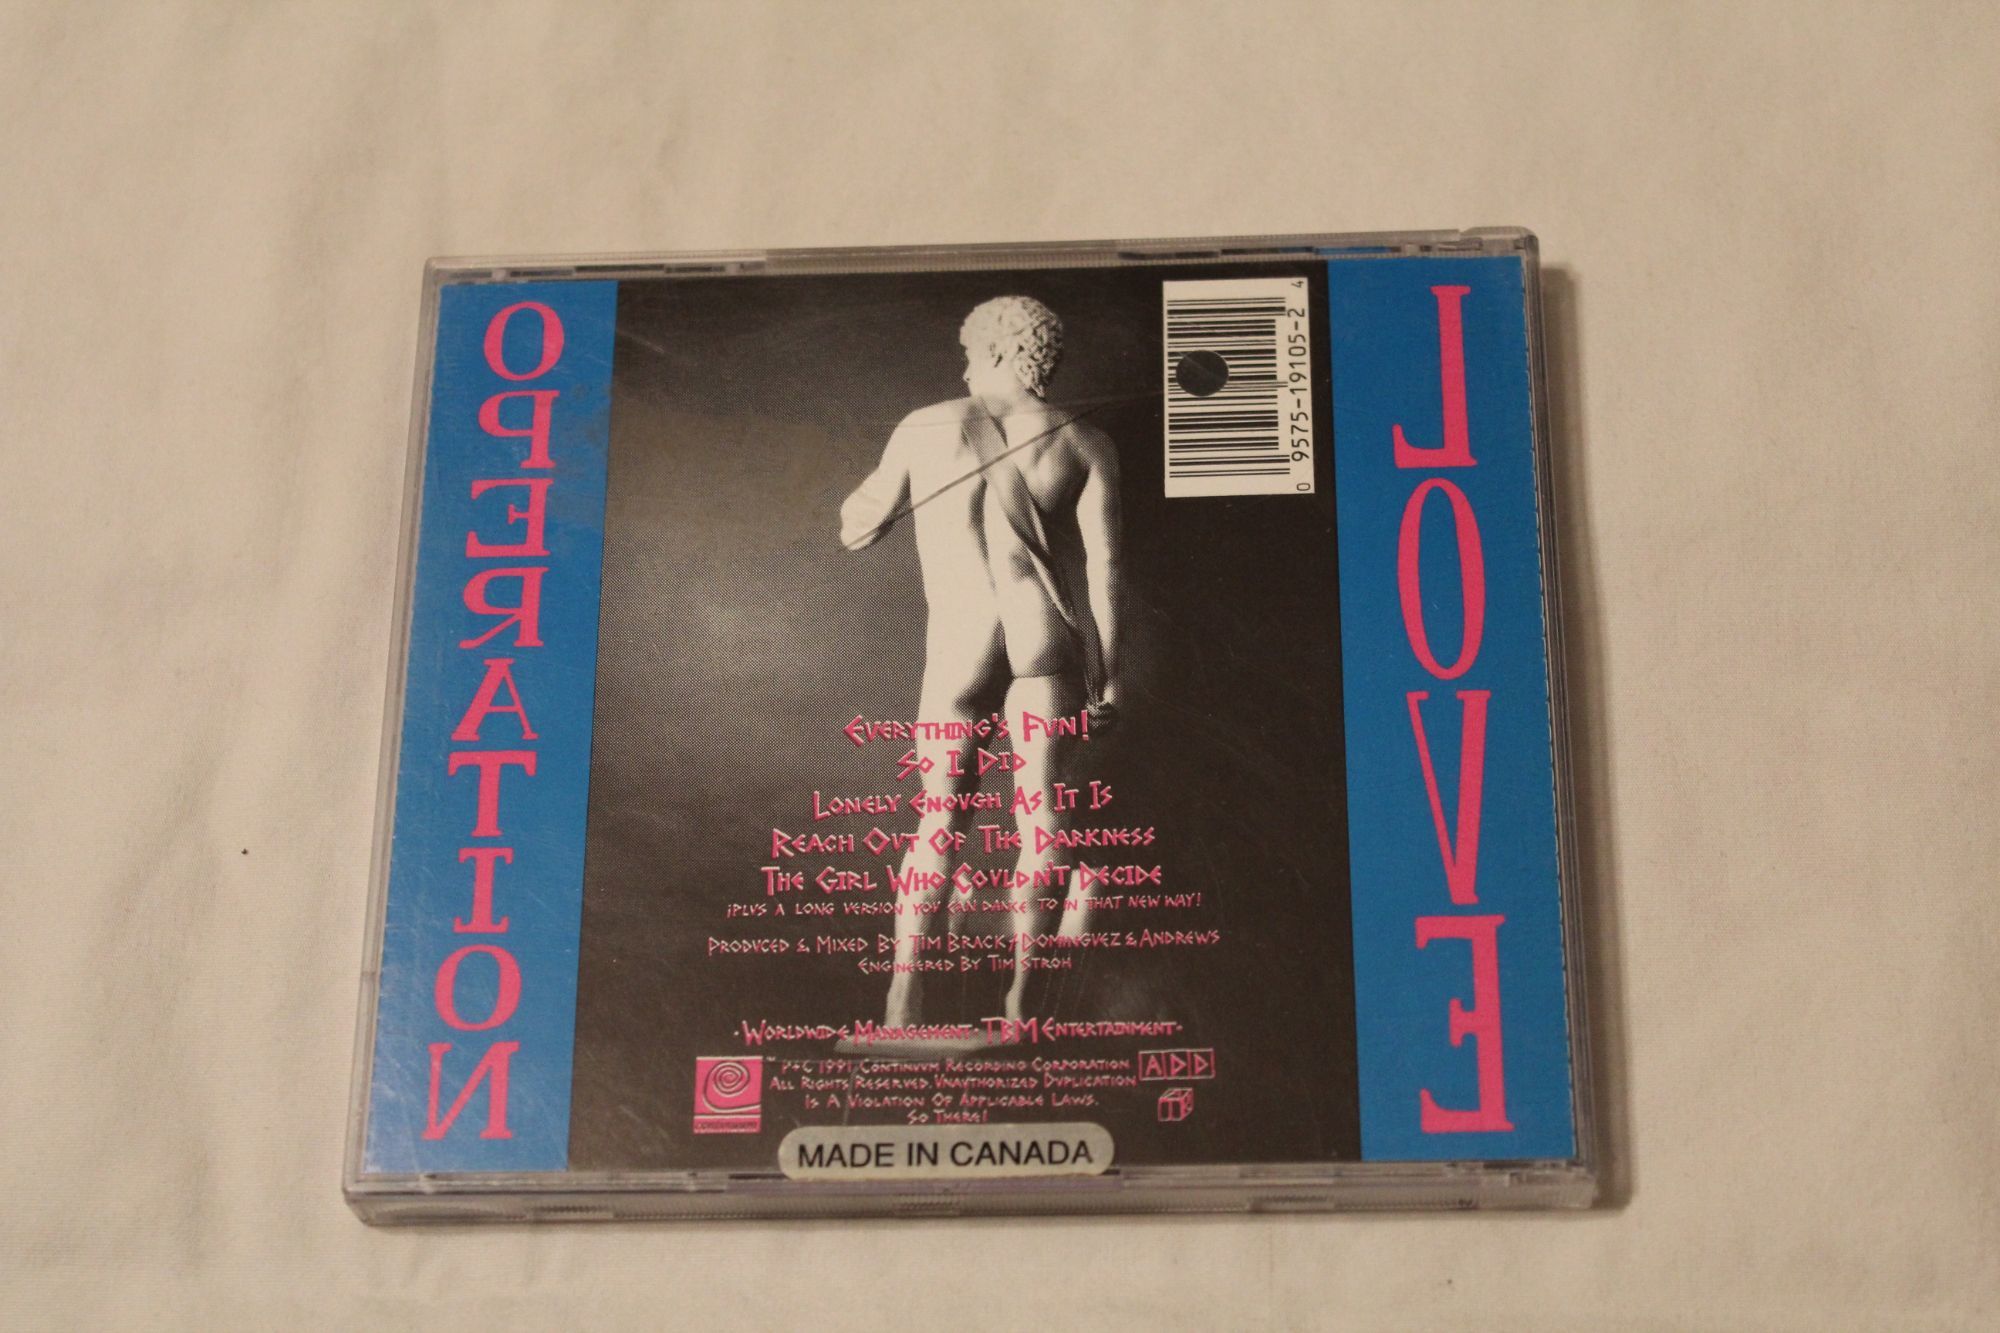 OPERATION
LOVE
0 9575-19105-2 4
EVERYTHING'S FUN!
SO I DID
LONELY ENOUGH AS IT IS
REACH OUT OF THE DARKNESS
THE GIRL WHO COULDN'T DECIDE
¡PLUS A LONG VERSION YOU CAN DANCE TO IN THAT NEW WAY!
PRODUCED & MIXED BY TIM BRACK / DOMINGUEZ & ANDREWS
ENGINEERED BY TIM STROH
·WORLDWIDE MANAGEMENT· TBM ENTERTAINMENT·
™ P+C 1991 CONTINUUM RECORDING CORPORATION
ADD
ALL RIGHTS RESERVED. UNAUTHORIZED DUPLICATION
IS A VIOLATION OF APPLICABLE LAWS.
SO THERE!
continuum
MADE IN CANADA